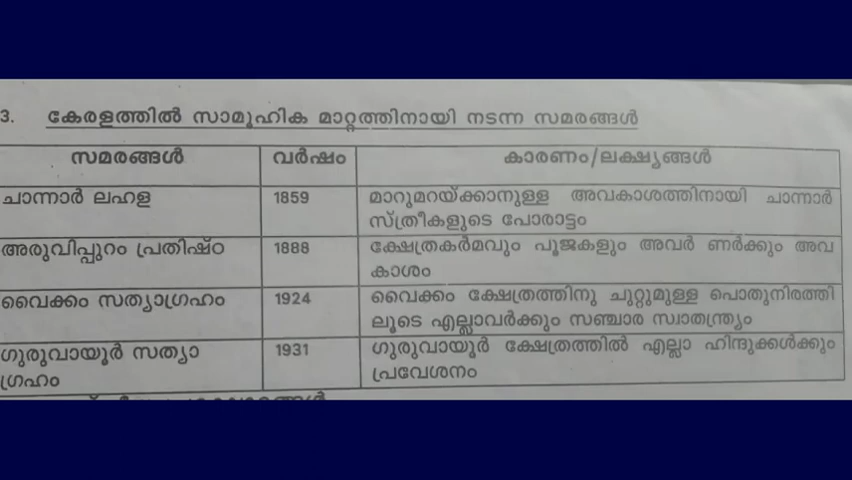 3. കേരളത്തിൽ സാമൂഹിക മാറ്റത്തിനായി നടന്ന സമരങ്ങൾ
സമരങ്ങൾ വർഷം കാരണം/ലക്ഷ്യങ്ങൾ
ചാന്നാർ ലഹള 1859 മാറുമറയ്ക്കാനുള്ള അവകാശത്തിനായി ചാന്നാർ
സ്ത്രീകളുടെ പോരാട്ടം
അരുവിപ്പുറം പ്രതിഷ്ഠ 1888 ക്ഷേത്രകർമവും പൂജകളും അവർ ണർക്കും അവ
കാശം
വൈക്കം സത്യാഗ്രഹം 1924 വൈക്കം ക്ഷേത്രത്തിനു ചുറ്റുമുള്ള പൊതുനിരത്തി
ലൂടെ എല്ലാവർക്കും സഞ്ചാര സ്വാതന്ത്ര്യം
ഗുരുവായൂർ സത്യാ 1931 ഗുരുവായൂർ ക്ഷേത്രത്തിൽ എല്ലാ ഹിന്ദുക്കൾക്കും
ഗ്രഹം പ്രവേശനം